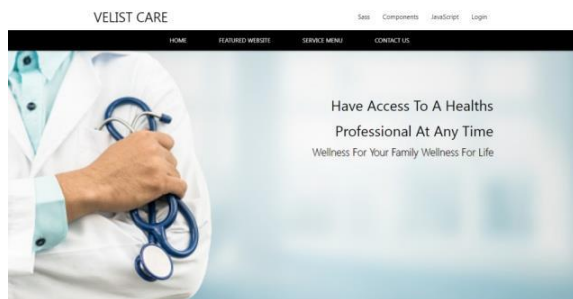 VELIST CARE
Sass Components JavaScript Login
HOME FEATURED WEBSITE SERVICE MENU CONTACT US
Have Access To A Healths
Professional At Any Time
Wellness For Your Family Wellness For Life